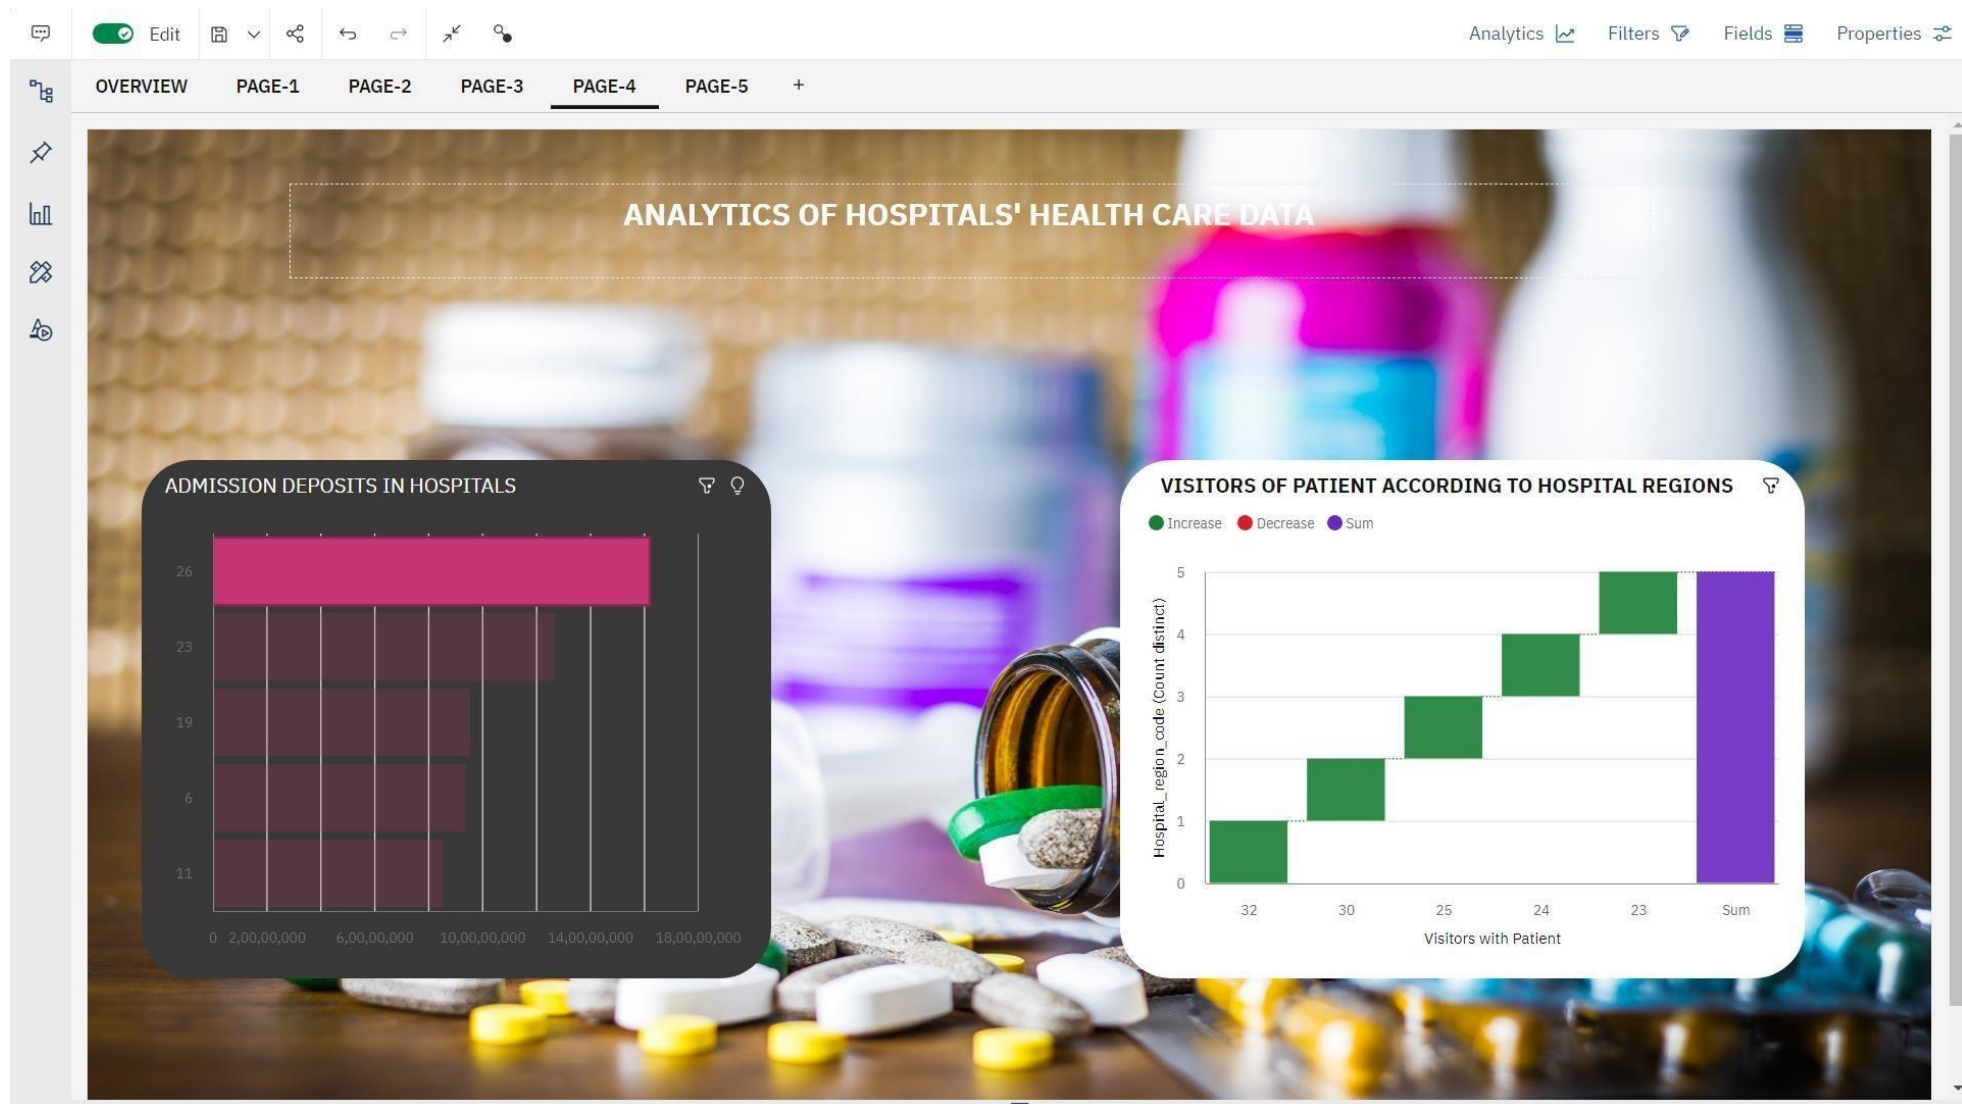 Edit
Analytics
Filters
Fields
Properties
OVERVIEW
PAGE-1
PAGE-2
PAGE-3
PAGE-4
PAGE-5
+
ANALYTICS OF HOSPITALS' HEALTH CARE DATA
ADMISSION DEPOSITS IN HOSPITALS
26
23
19
6
11
0
2,00,00,000
6,00,00,000
10,00,00,000
14,00,00,000
18,00,00,000
VISITORS OF PATIENT ACCORDING TO HOSPITAL REGIONS
Increase
Decrease
Sum
Hospital_region_code (Count distinct)
5
4
3
2
1
0
32
30
25
24
23
Sum
Visitors with Patient